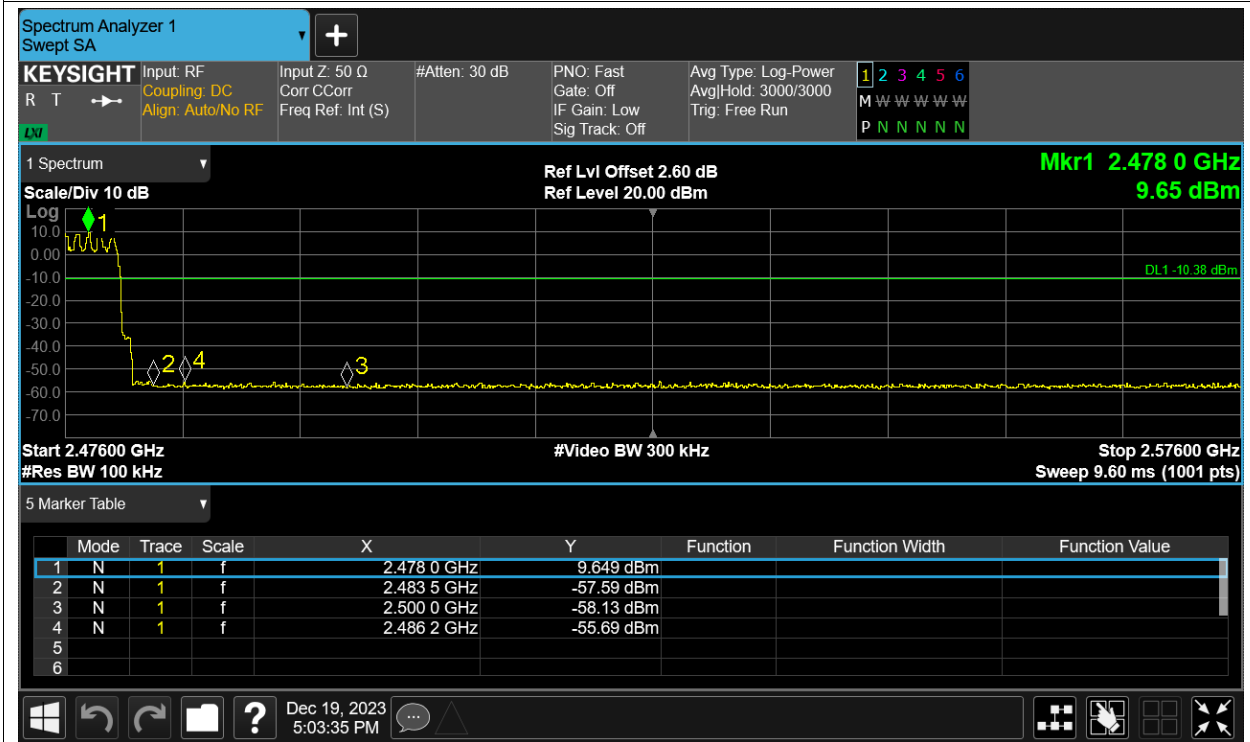 Spectrum Analyzer 1
Swept SA
+
KEYSIGHT
R T
LXI
Input: RF
Coupling: DC
Align: Auto/No RF
Input Z: 50 Ω
Corr CCorr
Freq Ref: Int (S)
#Atten: 30 dB
PNO: Fast
Gate: Off
IF Gain: Low
Sig Track: Off
Avg Type: Log-Power
Avg|Hold: 3000/3000
Trig: Free Run
1 2 3 4 5 6
M W W W W W
P N N N N N
1 Spectrum
Scale/Div 10 dB
Ref Lvl Offset 2.60 dB
Ref Level 20.00 dBm
Mkr1 2.478 0 GHz
9.65 dBm
Log
10.0
0.00
-10.0
-20.0
-30.0
-40.0
-50.0
-60.0
-70.0
1
2
4
3
DL1 -10.38 dBm
Start 2.47600 GHz
#Video BW 300 kHz
Stop 2.57600 GHz
#Res BW 100 kHz
Sweep 9.60 ms (1001 pts)
5 Marker Table
Mode Trace Scale X Y Function Function Width Function Value
1 N 1 f 2.478 0 GHz 9.649 dBm
2 N 1 f 2.483 5 GHz -57.59 dBm
3 N 1 f 2.500 0 GHz -58.13 dBm
4 N 1 f 2.486 2 GHz -55.69 dBm
5
6
?
Dec 19, 2023
5:03:35 PM